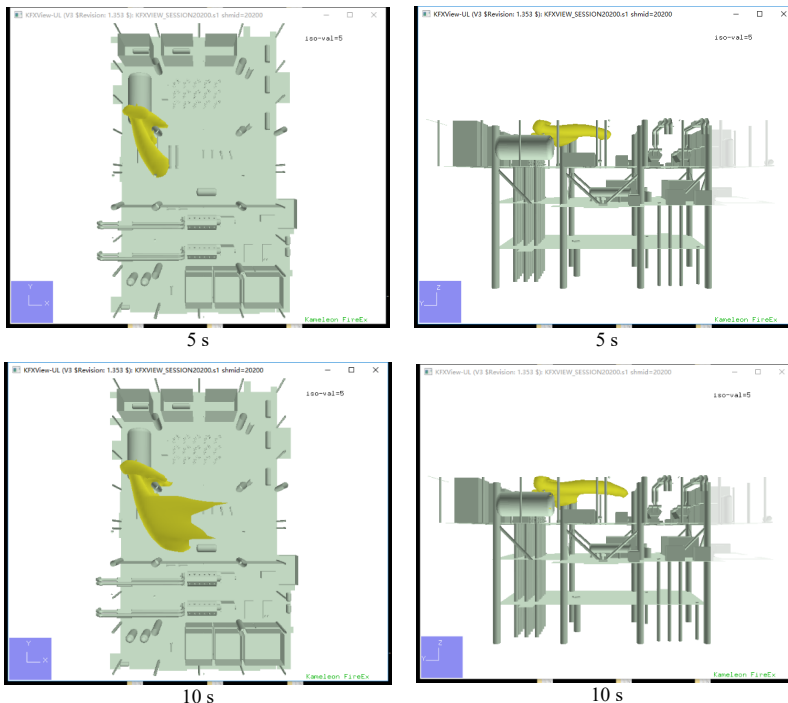 KFXView-UL (V3 $Revision: 1.353 $): KFXVIEW_SESSION20200.s1 shmid=20200
iso-val=5
Y
X
Kameleon FireEx
5 s
KFXView-UL (V3 $Revision: 1.353 $): KFXVIEW_SESSION20200.s1 shmid=20200
iso-val=5
Z
Y
Kameleon FireEx
5 s
KFXView-UL (V3 $Revision: 1.353 $): KFXVIEW_SESSION20200.s1 shmid=20200
iso-val=5
Y
X
Kameleon FireEx
10 s
KFXView-UL (V3 $Revision: 1.353 $): KFXVIEW_SESSION20200.s1 shmid=20200
iso-val=5
Z
Y
Kameleon FireEx
10 s